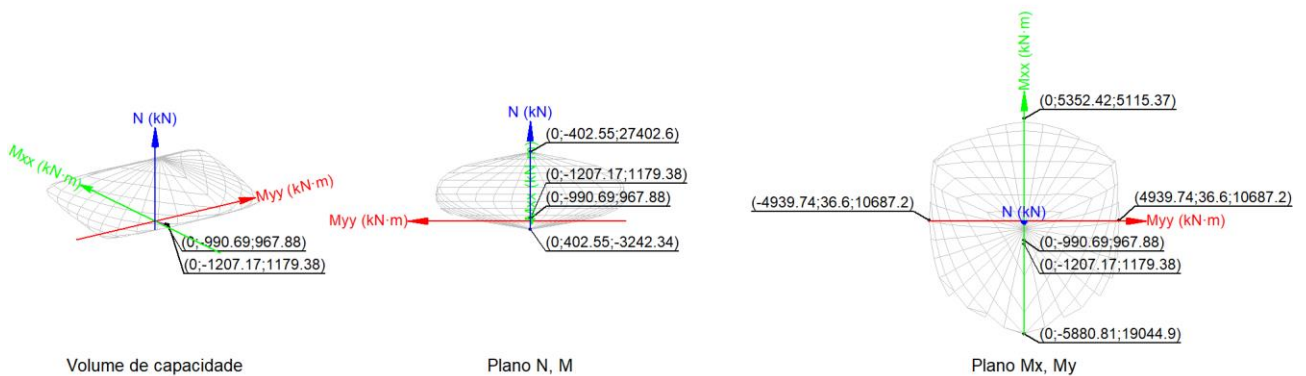 N (kN)
Mxx (kN·m)
Myy (kN·m)
(0;-990.69;967.88)
(0;-1207.17;1179.38)
Volume de capacidade
N (kN)
(0;-402.55;27402.6)
(0;-1207.17;1179.38)
(0;-990.69;967.88)
Myy (kN·m)
(0;402.55;-3242.34)
Plano N, M
Mxx (kN·m)
(0;5352.42;5115.37)
(-4939.74;36.6;10687.2)
(4939.74;36.6;10687.2)
N (kN)
Myy (kN·m)
(0;-990.69;967.88)
(0;-1207.17;1179.38)
(0;-5880.81;19044.9)
Plano Mx, My